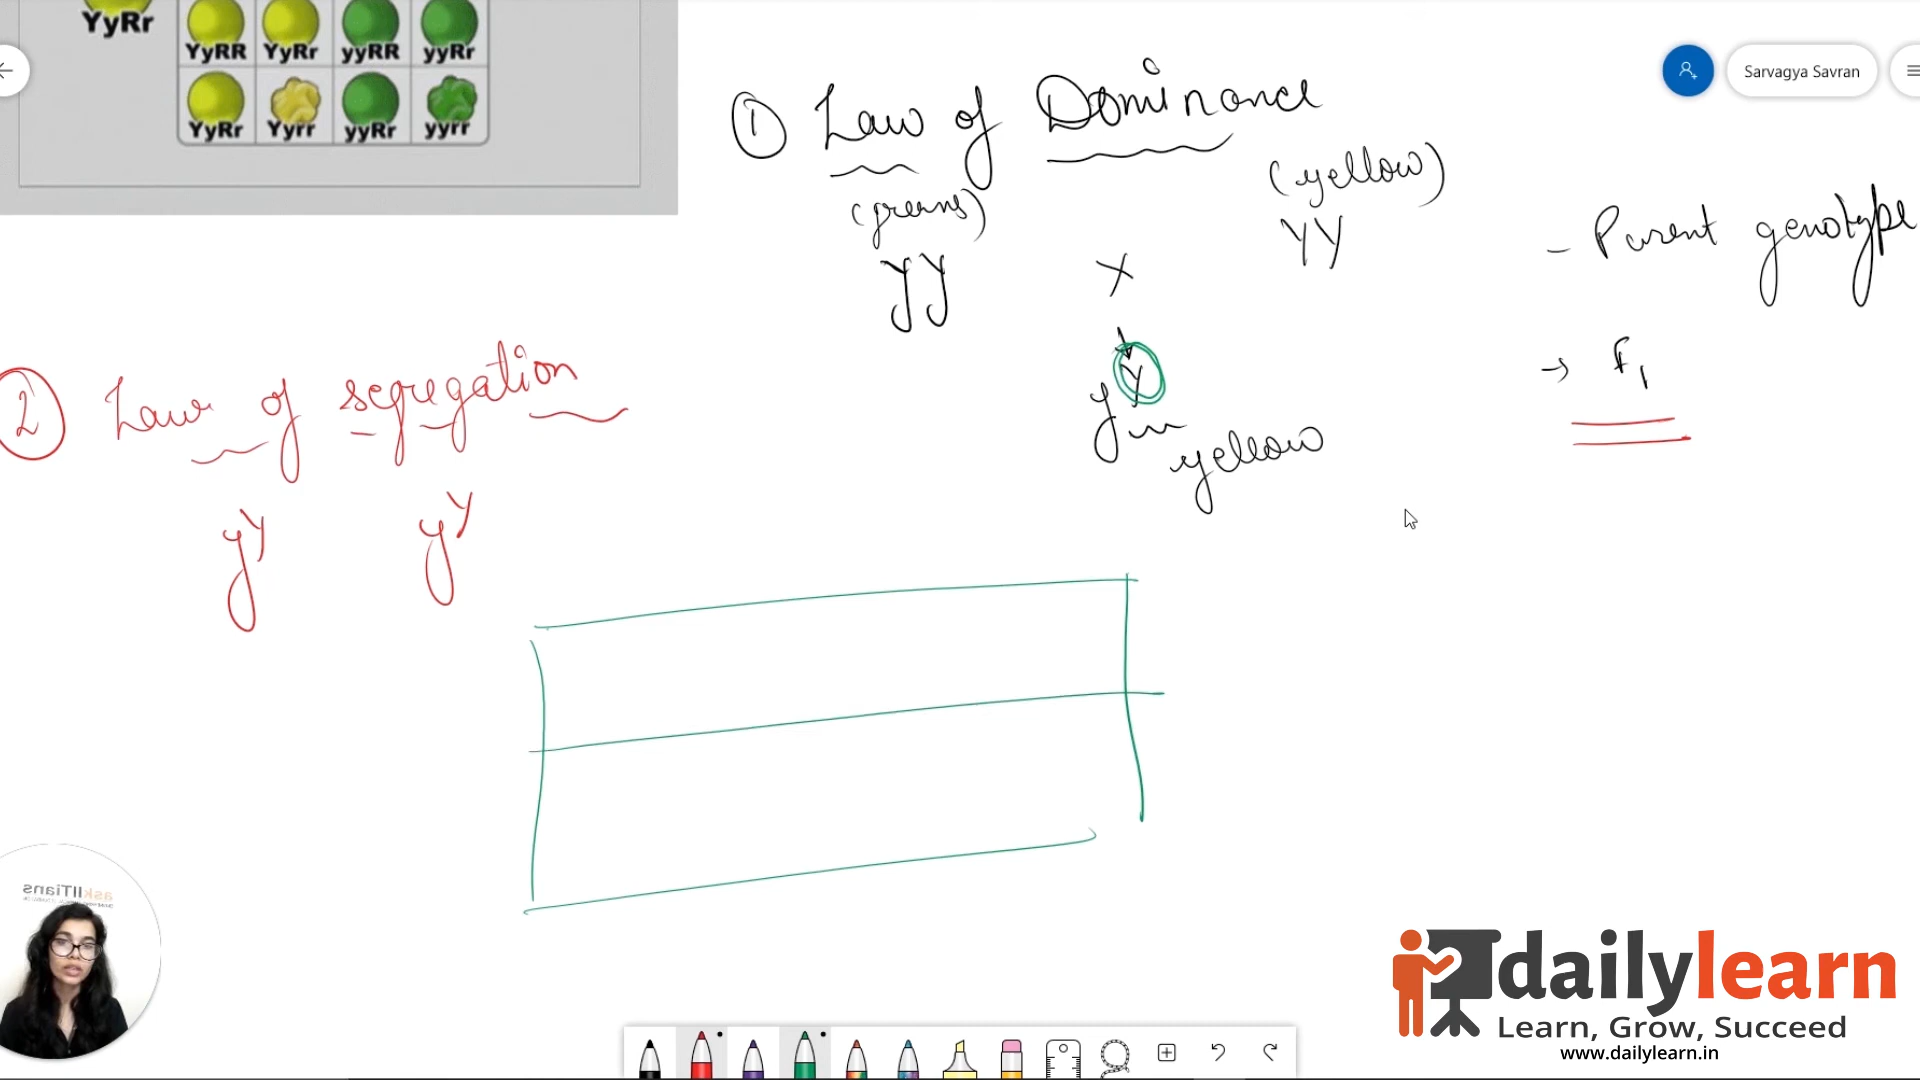 YyRr
YyRR YyRr yyRR yyRr
YyRr Yyrr yyRr yyrr
Sarvagya Savran
① Law of Dominance
(yellow)
yy X YY - Parent genotype
yY → F1
yellow
② Law of segregation
yY yY
askIITians
dailylearn
Learn, Grow, Succeed
www.dailylearn.in